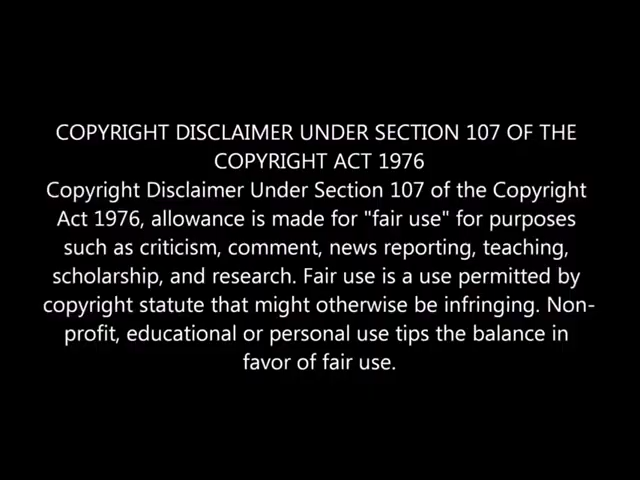 COPYRIGHT DISCLAIMER UNDER SECTION 107 OF THE
COPYRIGHT ACT 1976
Copyright Disclaimer Under Section 107 of the Copyright
Act 1976, allowance is made for "fair use" for purposes
such as criticism, comment, news reporting, teaching,
scholarship, and research. Fair use is a use permitted by
copyright statute that might otherwise be infringing. Non-
profit, educational or personal use tips the balance in
favor of fair use.